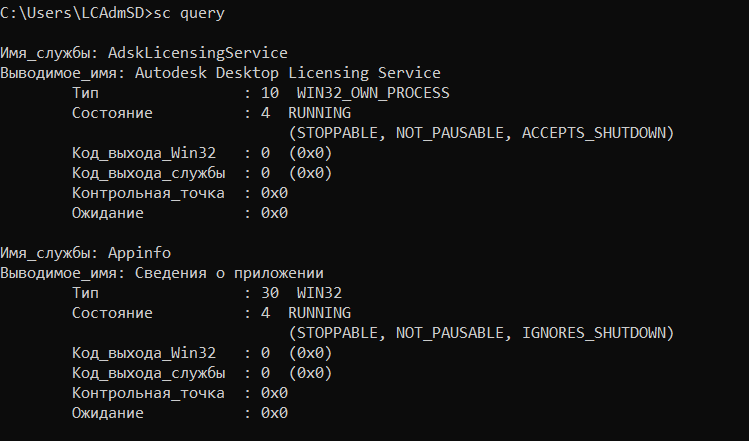 C:\Users\LCAdmSD>sc query
Имя_службы: AdskLicensingService
Выводимое_имя: Autodesk Desktop Licensing Service
Тип : 10 WIN32_OWN_PROCESS
Состояние : 4 RUNNING
(STOPPABLE, NOT_PAUSABLE, ACCEPTS_SHUTDOWN)
Код_выхода_Win32 : 0 (0x0)
Код_выхода_службы : 0 (0x0)
Контрольная_точка : 0x0
Ожидание : 0x0
Имя_службы: Appinfo
Выводимое_имя: Сведения о приложении
Тип : 30 WIN32
Состояние : 4 RUNNING
(STOPPABLE, NOT_PAUSABLE, IGNORES_SHUTDOWN)
Код_выхода_Win32 : 0 (0x0)
Код_выхода_службы : 0 (0x0)
Контрольная_точка : 0x0
Ожидание : 0x0